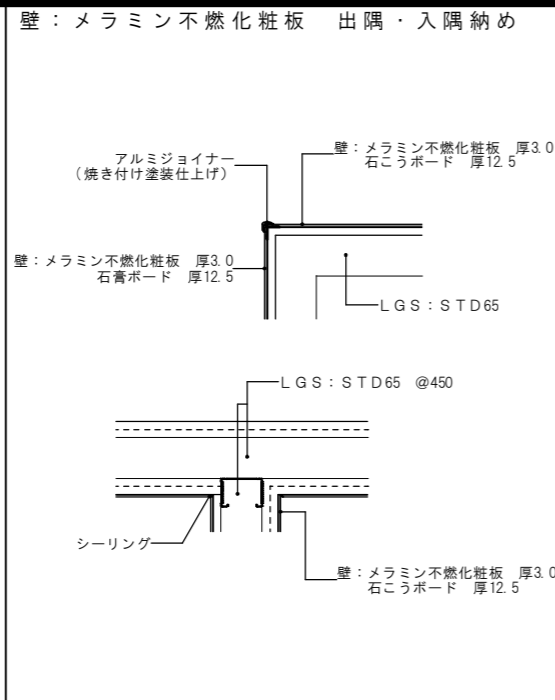 壁：メラミン不燃化粧板　出隅・入隅納め
アルミジョイナー
（焼き付け塗装仕上げ）
壁：メラミン不燃化粧板　厚3.0
石こうボード　厚12.5
壁：メラミン不燃化粧板　厚3.0
石膏ボード　厚12.5
LGS：STD65
LGS：STD65　@450
シーリング
壁：メラミン不燃化粧板　厚3.0
石こうボード　厚12.5